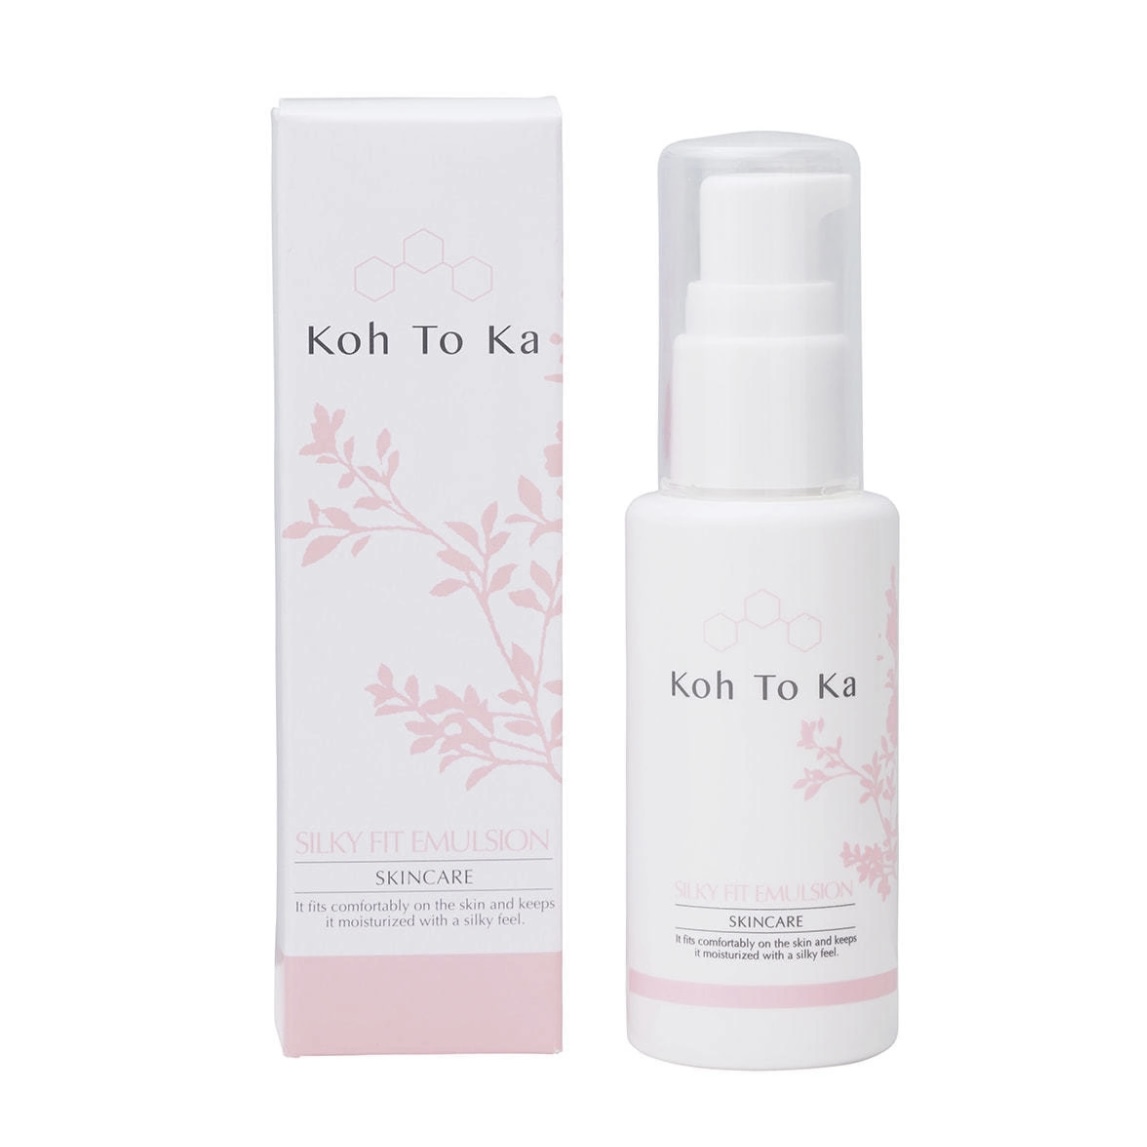 Koh To Ka
SILKY FIT EMULSION
SKINCARE
It fits comfortably on the skin and keeps
it moisturized with a silky feel.
Koh To Ka
SILKY FIT EMULSION
SKINCARE
It fits comfortably on the skin and keeps
it moisturized with a silky feel.